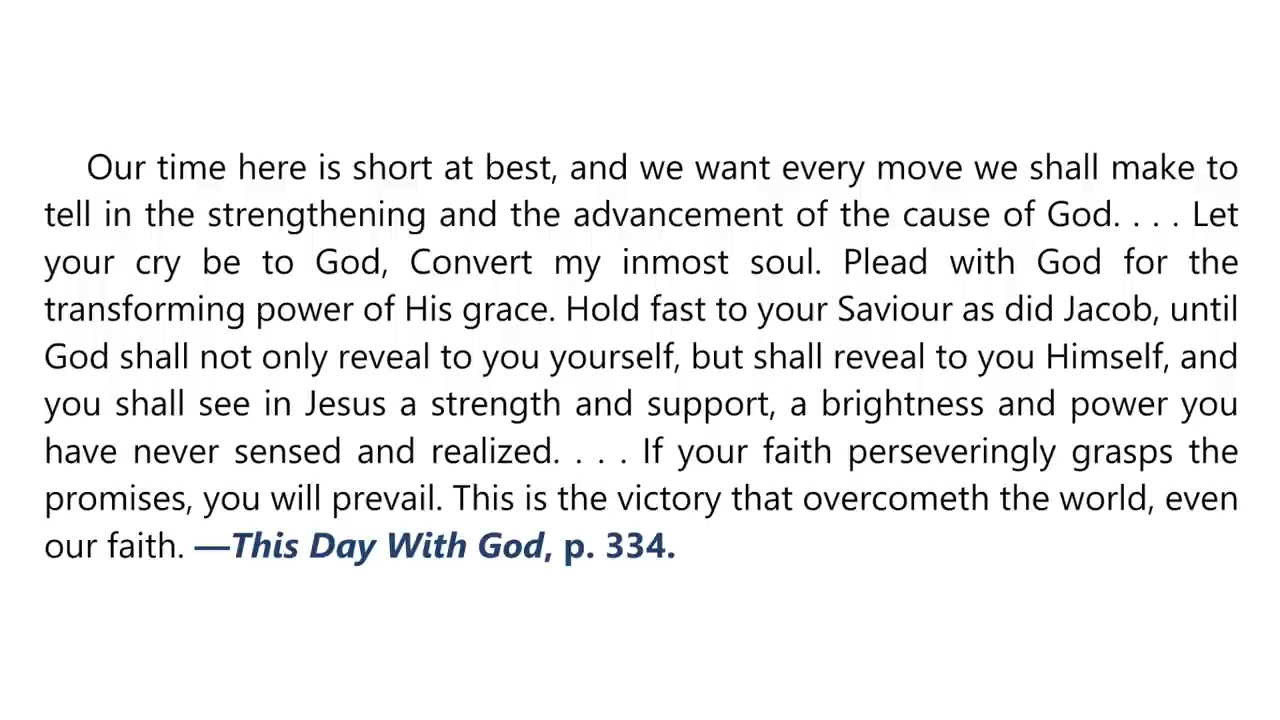 Our time here is short at best, and we want every move we shall make to
tell in the strengthening and the advancement of the cause of God. . . . Let
your cry be to God, Convert my inmost soul. Plead with God for the
transforming power of His grace. Hold fast to your Saviour as did Jacob, until
God shall not only reveal to you yourself, but shall reveal to you Himself, and
you shall see in Jesus a strength and support, a brightness and power you
have never sensed and realized. . . . If your faith perseveringly grasps the
promises, you will prevail. This is the victory that overcometh the world, even
our faith. —This Day With God, p. 334.